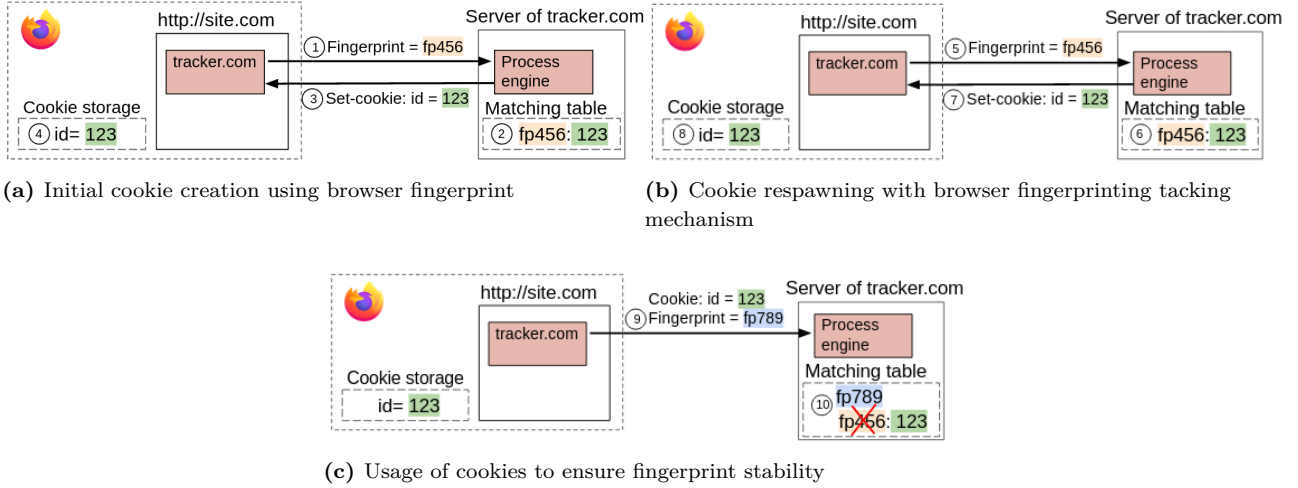 http://site.com
Server of tracker.com
tracker.com
① Fingerprint = fp456
Process
engine
③ Set-cookie: id = 123
Cookie storage
④ id= 123
Matching table
② fp456: 123
(a) Initial cookie creation using browser fingerprint
http://site.com
Server of tracker.com
tracker.com
⑤ Fingerprint = fp456
Process
engine
⑦ Set-cookie: id = 123
Cookie storage
⑧ id= 123
Matching table
⑥ fp456: 123
(b) Cookie respawning with browser fingerprinting tacking
mechanism
http://site.com
Server of tracker.com
tracker.com
Cookie: id = 123
⑨ Fingerprint = fp789
Process
engine
Cookie storage
id= 123
Matching table
⑩ fp789
fp456: 123
(c) Usage of cookies to ensure fingerprint stability